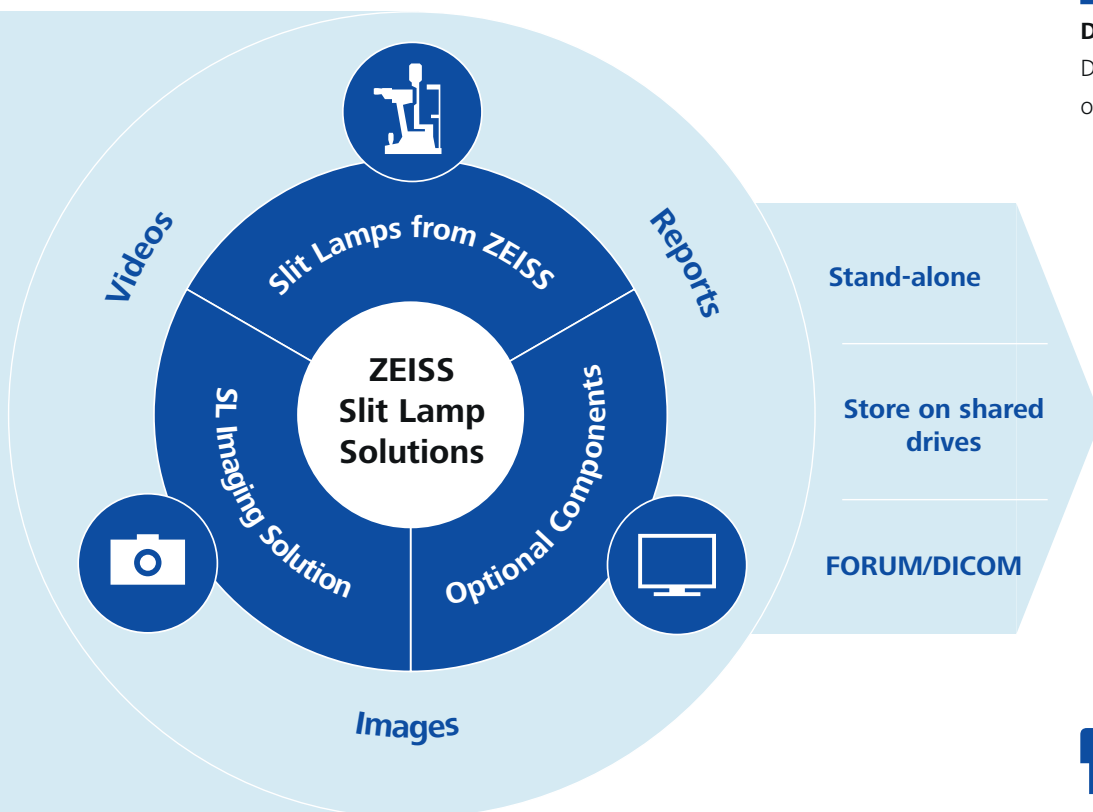 D
D
o
Slit Lamps from ZEISS
Videos
Reports
Stand-alone
ZEISS
Slit Lamp
Solutions
SL Imaging Solution
Optional Components
Store on shared
drives
FORUM/DICOM
Images